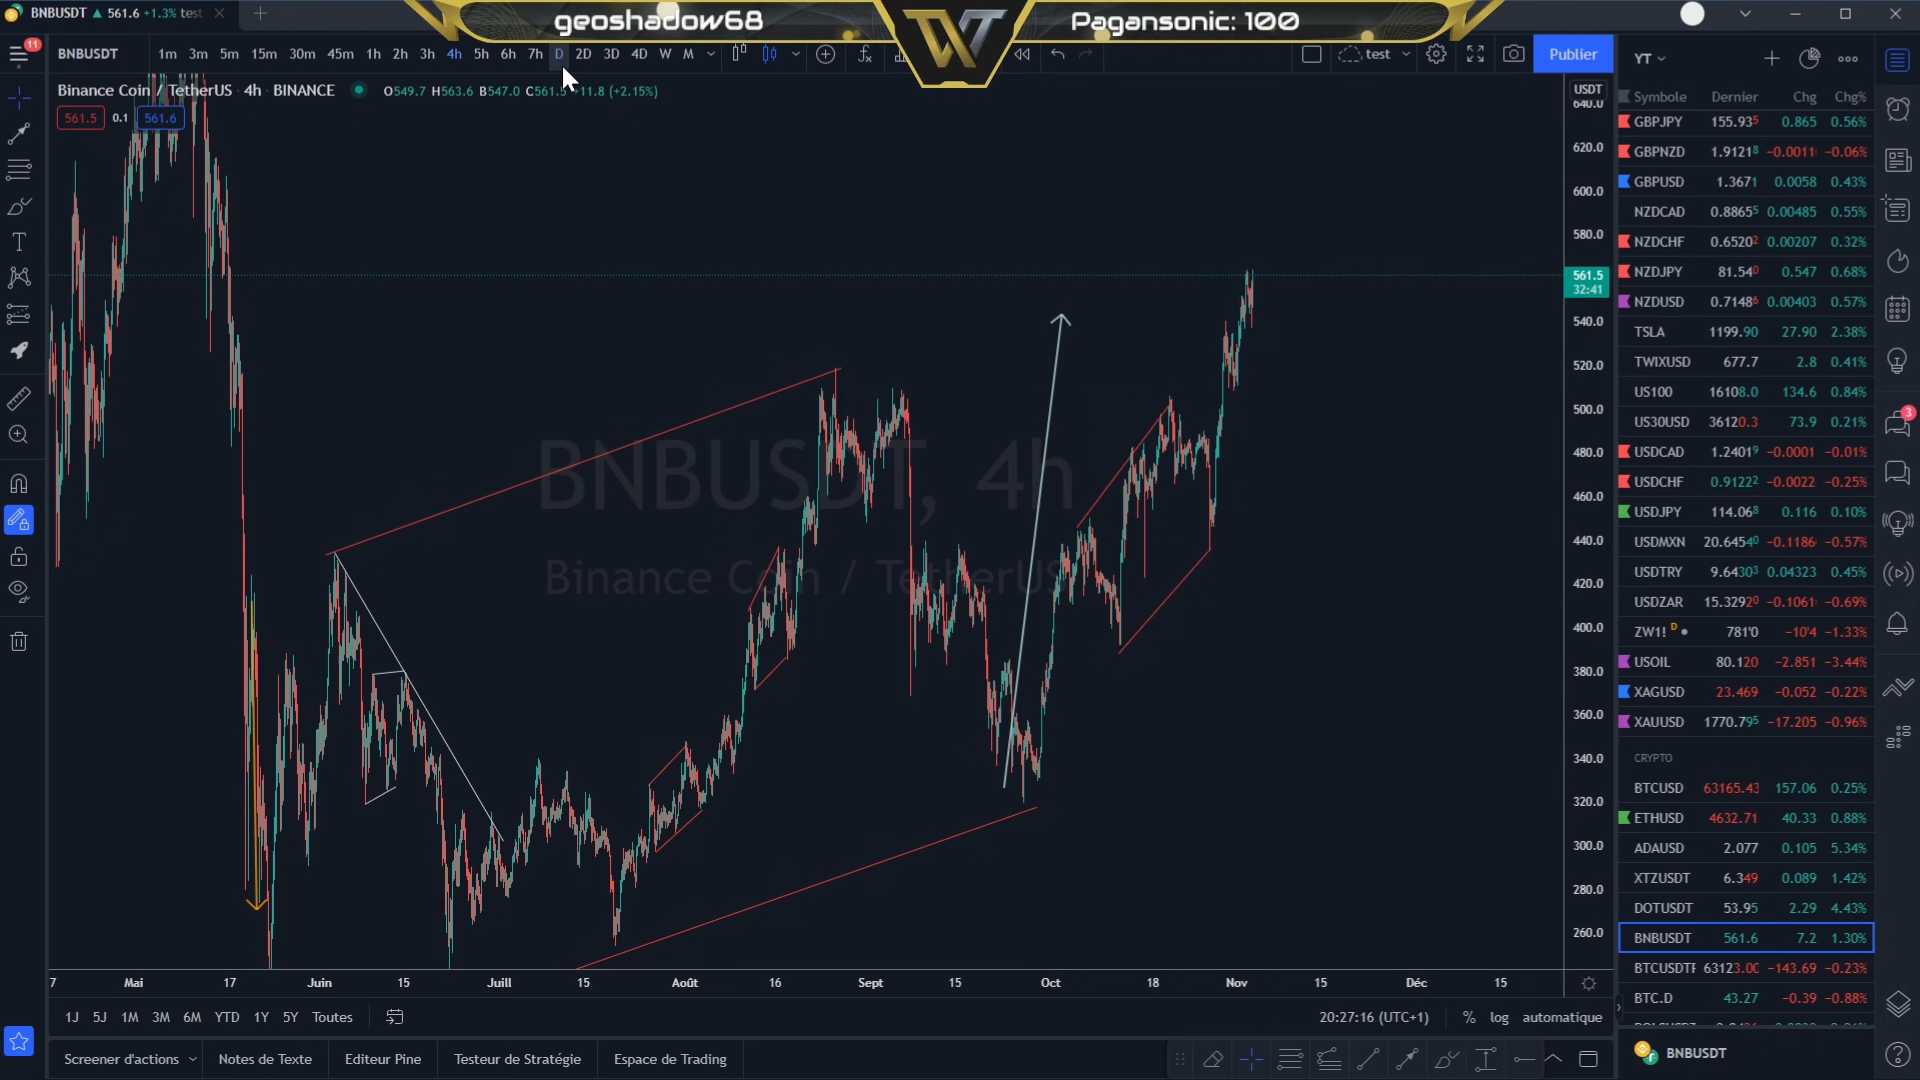 BNBUSDT ▲ 561.6 +1.3% test
geoshadow68
Pagansonic: 100
11
BNBUSDT
1m 3m 5m 15m 30m 45m 1h 2h 3h 4h 5h 6h 7h D 2D 3D 4D W M
test
Publier
YT
Binance Coin / TetherUS · 4h · BINANCE
O549.7 H563.6 B547.0 C561.5 +11.8 (+2.15%)
561.5 0.1 561.6
BNBUSDT, 4h
Binance Coin / TetherUS
USDT
640.0
620.0
600.0
580.0
561.5
32:41
540.0
520.0
500.0
480.0
460.0
440.0
420.0
400.0
380.0
360.0
340.0
320.0
300.0
280.0
260.0
Symbole Dernier Chg Chg%
GBPJPY 155.935 0.865 0.56%
GBPNZD 1.91218 -0.0011 -0.06%
GBPUSD 1.3671 0.0058 0.43%
NZDCAD 0.88655 0.00485 0.55%
NZDCHF 0.65202 0.00207 0.32%
NZDJPY 81.540 0.547 0.68%
NZDUSD 0.71486 0.00403 0.57%
TSLA 1199.90 27.90 2.38%
TWIXUSD 677.7 2.8 0.41%
US100 16108.0 134.6 0.84%
US30USD 36120.3 73.9 0.21%
USDCAD 1.24019 -0.0001 -0.01%
USDCHF 0.91222 -0.0022 -0.25%
USDJPY 114.068 0.116 0.10%
USDMXN 20.64540 -0.1186 -0.57%
USDTRY 9.64303 0.04323 0.45%
USDZAR 15.32920 -0.1061 -0.69%
ZW1! D 781'0 -10'4 -1.33%
USOIL 80.120 -2.851 -3.44%
XAGUSD 23.469 -0.052 -0.22%
XAUUSD 1770.795 -17.205 -0.96%
CRYPTO
BTCUSD 63165.43 157.06 0.25%
ETHUSD 4632.71 40.33 0.88%
ADAUSD 2.077 0.105 5.34%
XTZUSDT 6.349 0.089 1.42%
DOTUSDT 53.95 2.29 4.43%
BNBUSDT 561.6 7.2 1.30%
BTCUSDTF 63123.00 -143.69 -0.23%
BTC.D 43.27 -0.39 -0.88%
BNBUSDT
3
7 Mai 17 Juin 15 Juill 15 Août 16 Sept 15 Oct 18 Nov 15 Déc 15
1J 5J 1M 3M 6M YTD 1Y 5Y Toutes
20:27:16 (UTC+1) % log automatique
Screener d'actions Notes de Texte Editeur Pine Testeur de Stratégie Espace de Trading